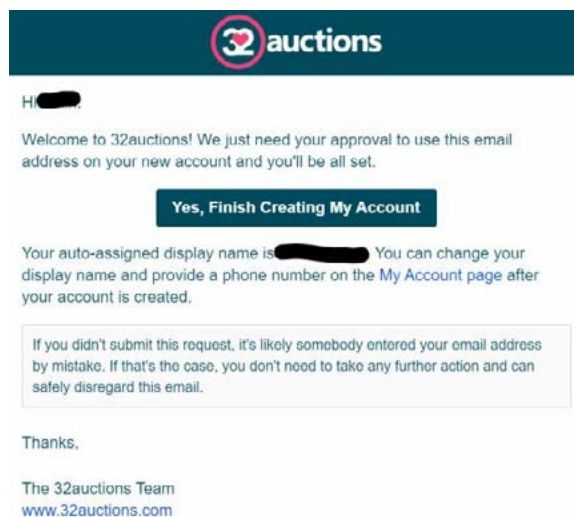 32auctions
Hi
Welcome to 32auctions! We just need your approval to use this email
address on your new account and you'll be all set.
Yes, Finish Creating My Account
Your auto-assigned display name is You can change your
display name and provide a phone number on the My Account page after
your account is created.
If you didn't submit this request, it's likely somebody entered your email address
by mistake. If that's the case, you don't need to take any further action and can
safely disregard this email.
Thanks,
The 32auctions Team
www.32auctions.com